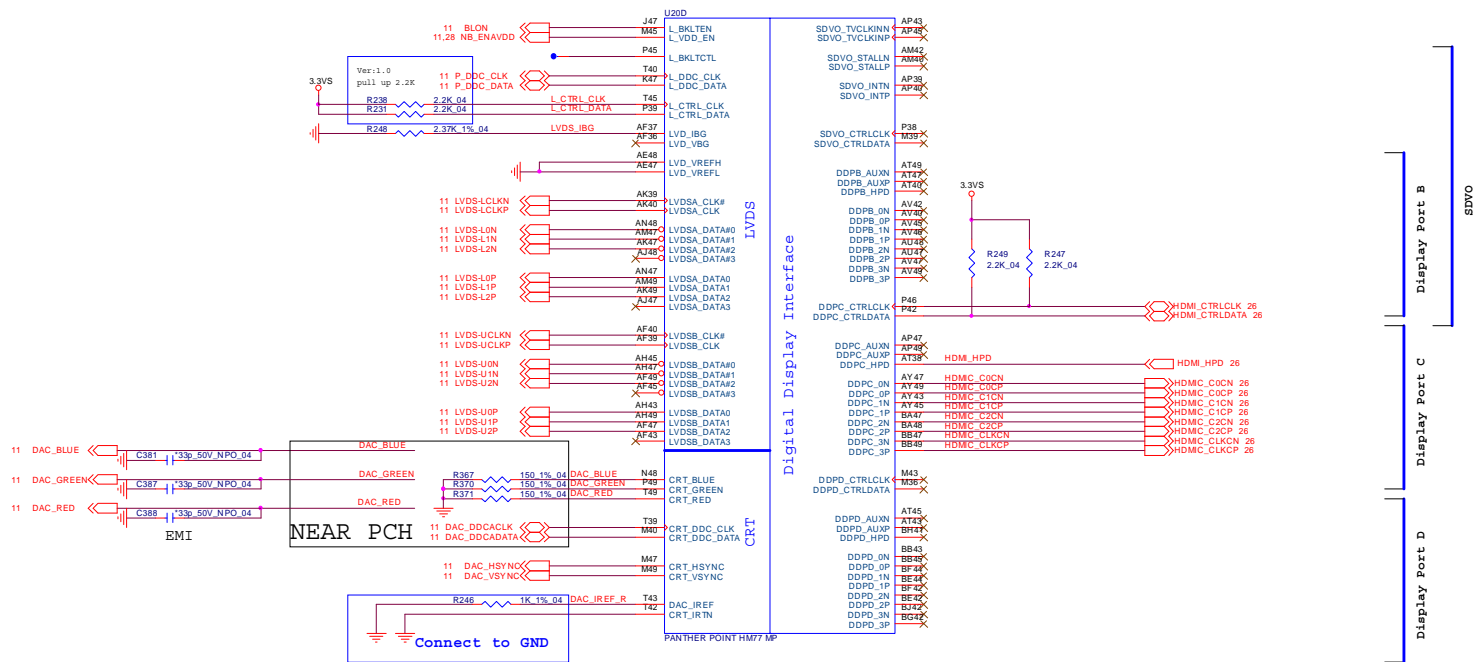 U20D
11 BLON
J47
L_BKLTEN
11,28 NB_ENAVDD
M45
L_VDD_EN
P45
L_BKLTCTL
Ver:1.0
pull up 2.2K
3.3VS
11 P_DDC_CLK
T40
L_DDC_CLK
11 P_DDC_DATA
K47
L_DDC_DATA
R238
2.2K_04
L_CTRL_CLK
T45
L_CTRL_CLK
R231
2.2K_04
L_CTRL_DATA
P39
L_CTRL_DATA
R248
2.37K_1%_04
LVDS_IBG
AF37
LVD_IBG
AF36
LVD_VBG
AE48
LVD_VREFH
AE47
LVD_VREFL
11 LVDS-LCLKN
AK39
LVDSA_CLK#
11 LVDS-LCLKP
AK40
LVDSA_CLK
11 LVDS-L0N
AN48
LVDSA_DATA#0
11 LVDS-L1N
AM47
LVDSA_DATA#1
11 LVDS-L2N
AK47
LVDSA_DATA#2
AJ48
LVDSA_DATA#3
11 LVDS-L0P
AN47
LVDSA_DATA0
11 LVDS-L1P
AM49
LVDSA_DATA1
11 LVDS-L2P
AK49
LVDSA_DATA2
AJ47
LVDSA_DATA3
11 LVDS-UCLKN
AF40
LVDSB_CLK#
11 LVDS-UCLKP
AF39
LVDSB_CLK
11 LVDS-U0N
AH45
LVDSB_DATA#0
11 LVDS-U1N
AH47
LVDSB_DATA#1
11 LVDS-U2N
AF49
LVDSB_DATA#2
AF45
LVDSB_DATA#3
11 LVDS-U0P
AH43
LVDSB_DATA0
11 LVDS-U1P
AH49
LVDSB_DATA1
11 LVDS-U2P
AF47
LVDSB_DATA2
AF43
LVDSB_DATA3
LVDS
11 DAC_BLUE
C381
*33p_50V_NPO_04
DAC_BLUE
11 DAC_GREEN
C387
*33p_50V_NPO_04
DAC_GREEN
11 DAC_RED
C388
*33p_50V_NPO_04
DAC_RED
EMI
NEAR PCH
R367
150_1%_04
DAC_BLUE
N48
CRT_BLUE
R370
150_1%_04
DAC_GREEN
P49
CRT_GREEN
R371
150_1%_04
DAC_RED
T49
CRT_RED
11 DAC_DDCACLK
T39
CRT_DDC_CLK
11 DAC_DDCADATA
M40
CRT_DDC_DATA
11 DAC_HSYNC
M47
CRT_HSYNC
11 DAC_VSYNC
M49
CRT_VSYNC
R246
1K_1%_04
DAC_IREF_R
T43
DAC_IREF
T42
CRT_IRTN
CRT
Connect to GND
PANTHER POINT HM77 MP
Digital Display Interface
SDVO_TVCLKINN
AP43
SDVO_TVCLKINP
AP45
SDVO_STALLN
AM42
SDVO_STALLP
AM40
SDVO_INTN
AP39
SDVO_INTP
AP40
SDVO_CTRLCLK
P38
SDVO_CTRLDATA
M39
DDPB_AUXN
AT49
DDPB_AUXP
AT47
DDPB_HPD
AT40
DDPB_0N
AV42
DDPB_0P
AV40
DDPB_1N
AV45
DDPB_1P
AV46
DDPB_2N
AU48
DDPB_2P
AU47
DDPB_3N
AV47
DDPB_3P
AV49
3.3VS
R249
2.2K_04
R247
2.2K_04
DDPC_CTRLCLK
P46
HDMI_CTRLCLK 26
DDPC_CTRLDATA
P42
HDMI_CTRLDATA 26
DDPC_AUXN
AP47
DDPC_AUXP
AP49
DDPC_HPD
AT38
HDMI_HPD
HDMI_HPD 26
DDPC_0N
AY47
HDMIC_C0CN
HDMIC_C0CN 26
DDPC_0P
AY49
HDMIC_C0CP
HDMIC_C0CP 26
DDPC_1N
AY43
HDMIC_C1CN
HDMIC_C1CN 26
DDPC_1P
AY45
HDMIC_C1CP
HDMIC_C1CP 26
DDPC_2N
BA47
HDMIC_C2CN
HDMIC_C2CN 26
DDPC_2P
BA48
HDMIC_C2CP
HDMIC_C2CP 26
DDPC_3N
BB47
HDMIC_CLKCN
HDMIC_CLKCN 26
DDPC_3P
BB49
HDMIC_CLKCP
HDMIC_CLKCP 26
DDPD_CTRLCLK
M43
DDPD_CTRLDATA
M36
DDPD_AUXN
AT45
DDPD_AUXP
AT43
DDPD_HPD
BH41
DDPD_0N
BB43
DDPD_0P
BB45
DDPD_1N
BF44
DDPD_1P
BE44
DDPD_2N
BF42
DDPD_2P
BE42
DDPD_3N
BJ42
DDPD_3P
BG42
Display Port B
SDVO
Display Port C
Display Port D